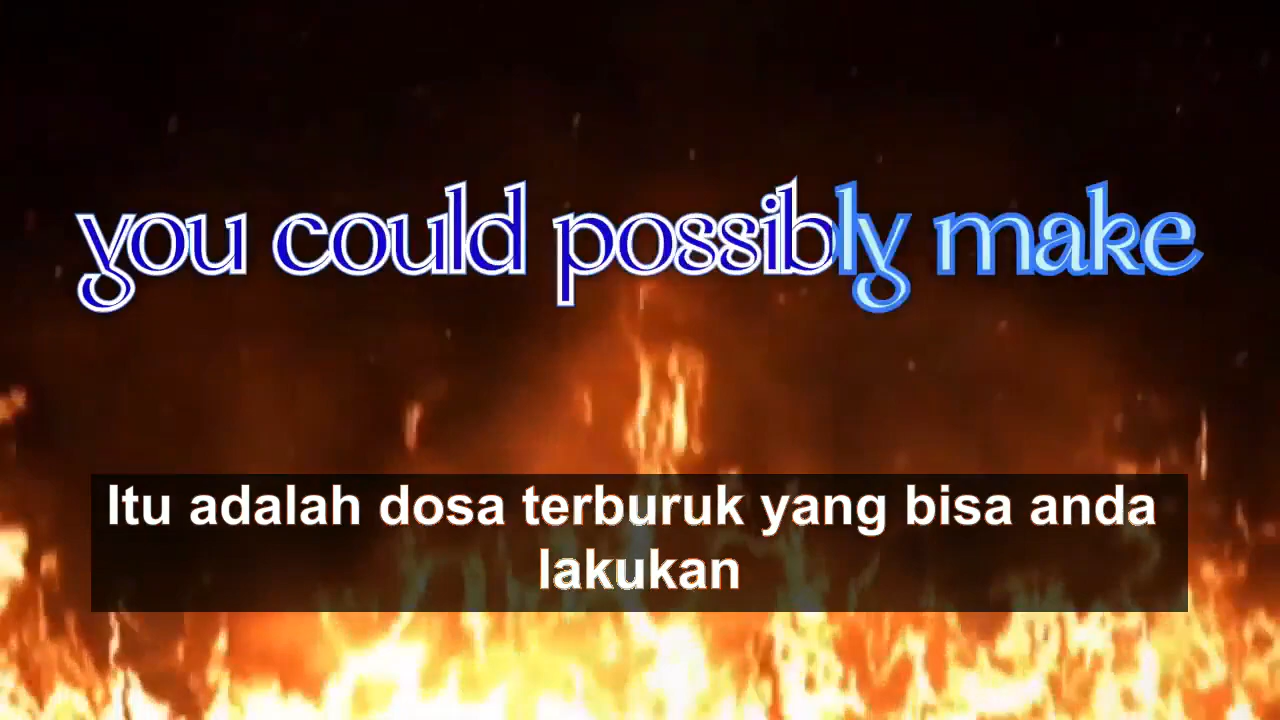 you could possibly make
Itu adalah dosa terburuk yang bisa anda
lakukan